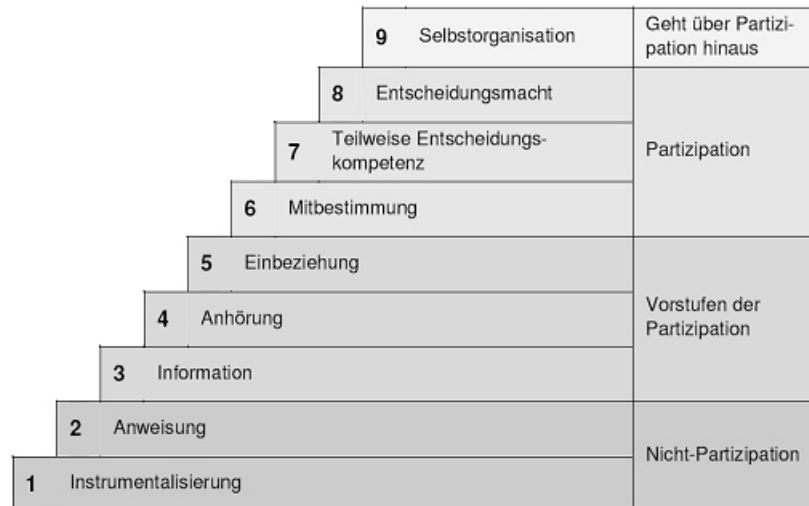 9 Selbstorganisation
Geht über Partizi-
pation hinaus
8 Entscheidungsmacht
7 Teilweise Entscheidungs-
kompetenz
Partizipation
6 Mitbestimmung
5 Einbeziehung
4 Anhörung
Vorstufen der
Partizipation
3 Information
2 Anweisung
Nicht-Partizipation
1 Instrumentalisierung